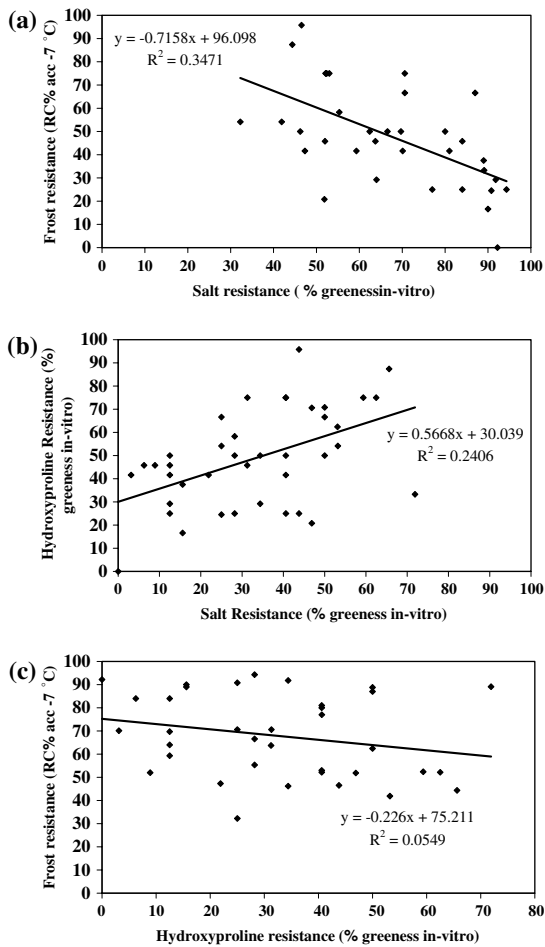 (a)
y = -0.7158x + 96.098
R² = 0.3471
Frost resistance (RC% acc -7 °C)
100
90
80
70
60
50
40
30
20
10
0
0 10 20 30 40 50 60 70 80 90 100
Salt resistance ( % greenessin-vitro)
(b)
Hydroxyproline Resistance (%)
greeness in-vitro)
100
90
80
70
60
50
40
30
20
10
0
y = 0.5668x + 30.039
R² = 0.2406
0 10 20 30 40 50 60 70 80 90 100
Salt Resistance (% greeness in-vitro)
(c)
Frost resistance (RC% acc -7 °C)
100
90
80
70
60
50
40
30
20
10
0
y = -0.226x + 75.211
R² = 0.0549
0 10 20 30 40 50 60 70 80
Hydroxyproline resistance (% greeness in-vitro)